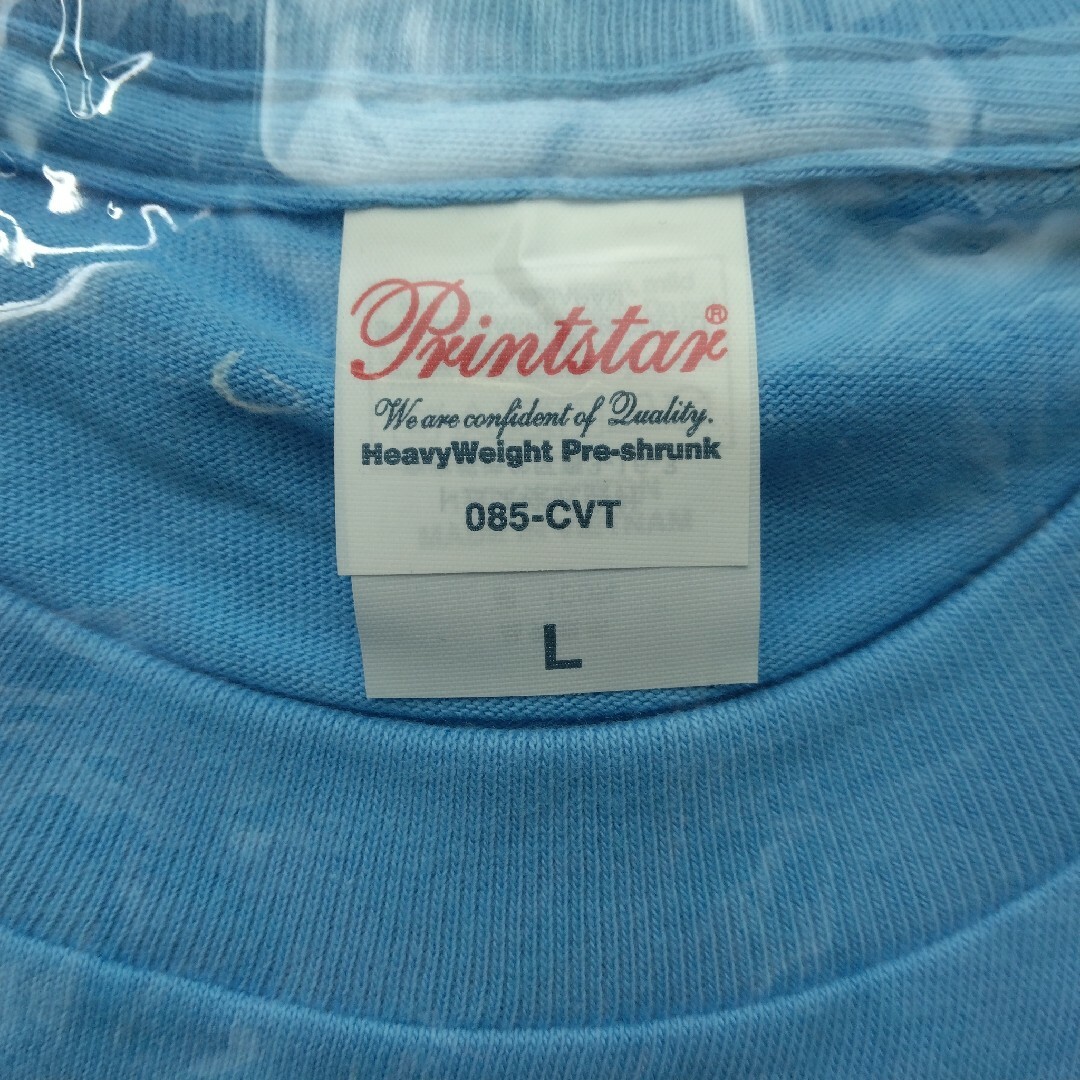 Printstar®
We are confident of Quality.
HeavyWeight Pre-shrunk
085-CVT
L